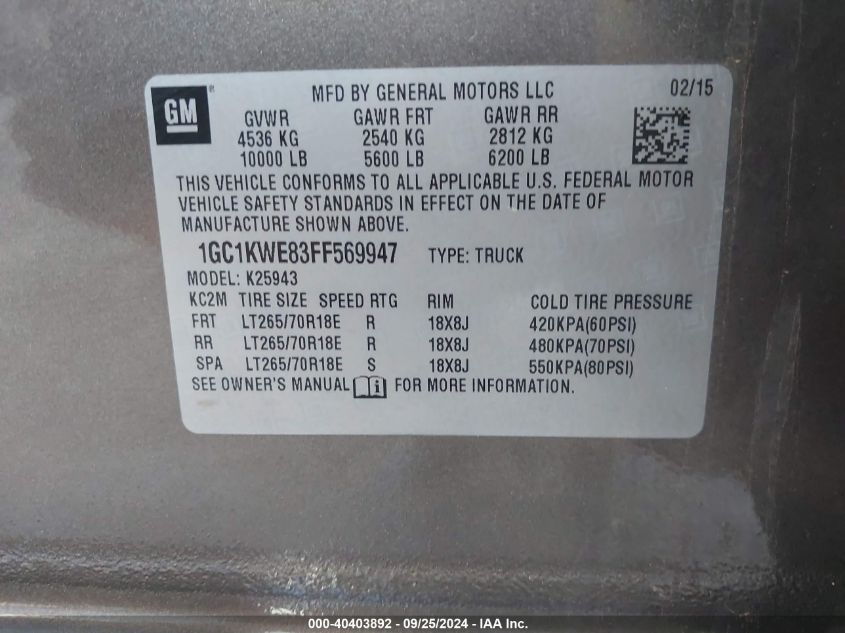 GM ®
MFD BY GENERAL MOTORS LLC 02/15
GVWR GAWR FRT GAWR RR
4536 KG 2540 KG 2812 KG
10000 LB 5600 LB 6200 LB
THIS VEHICLE CONFORMS TO ALL APPLICABLE U.S. FEDERAL MOTOR
VEHICLE SAFETY STANDARDS IN EFFECT ON THE DATE OF
MANUFACTURE SHOWN ABOVE.
1GC1KWE83FF569947 TYPE: TRUCK
MODEL: K25943
KC2M TIRE SIZE SPEED RTG RIM COLD TIRE PRESSURE
FRT LT265/70R18E R 18X8J 420KPA(60PSI)
RR LT265/70R18E R 18X8J 480KPA(70PSI)
SPA LT265/70R18E S 18X8J 550KPA(80PSI)
SEE OWNER'S MANUAL i FOR MORE INFORMATION.
000-40403892 - 09/25/2024 - IAA Inc.